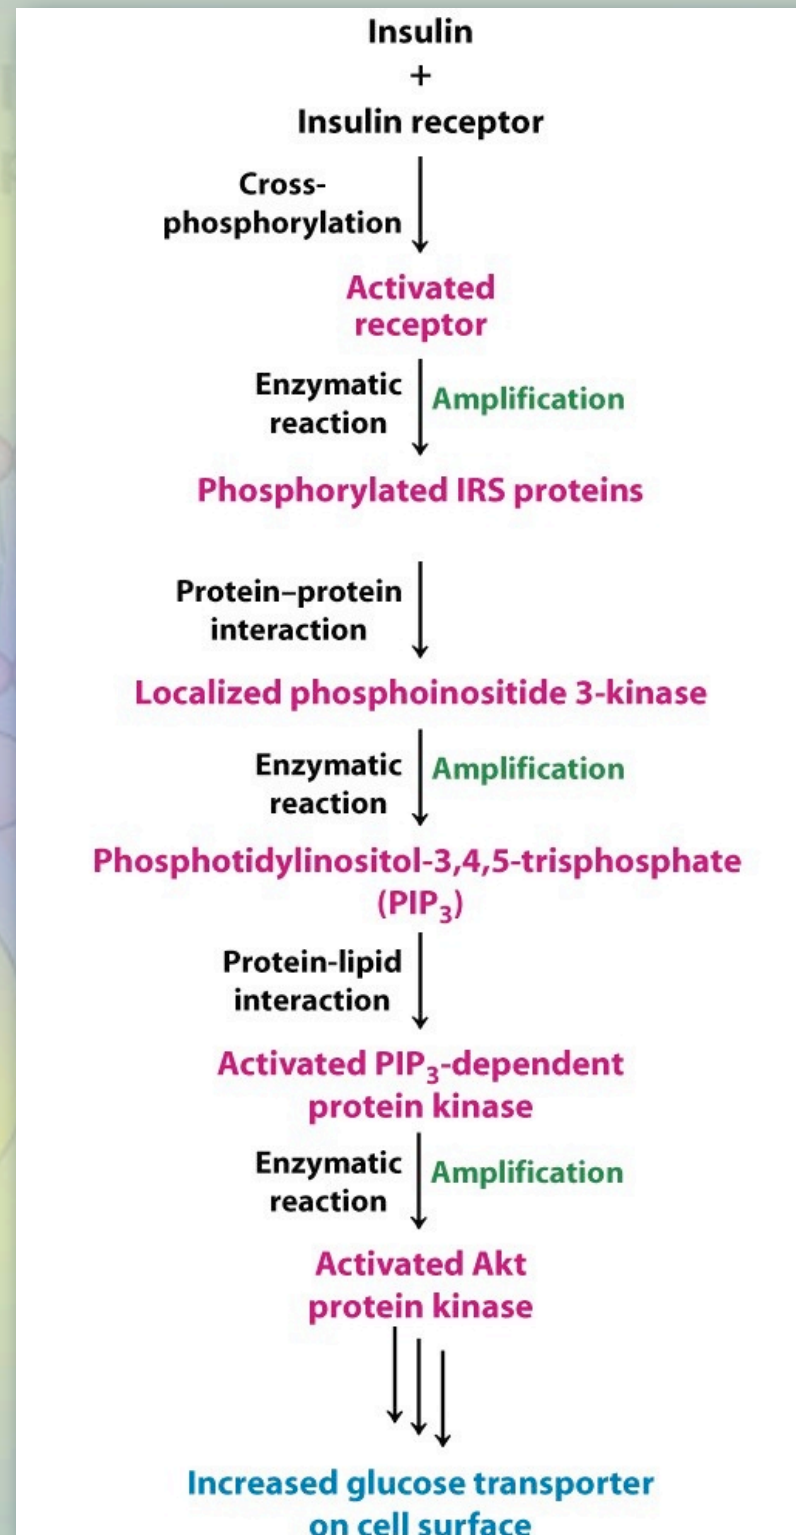 Insulin
+
Insulin receptor
Cross-
phosphorylation
Activated
receptor
Enzymatic
reaction
Amplification
Phosphorylated IRS proteins
Protein–protein
interaction
Localized phosphoinositide 3-kinase
Enzymatic
reaction
Amplification
Phosphotidylinositol-3,4,5-trisphosphate
(PIP₃)
Protein-lipid
interaction
Activated PIP₃-dependent
protein kinase
Enzymatic
reaction
Amplification
Activated Akt
protein kinase
Increased glucose transporter
on cell surface